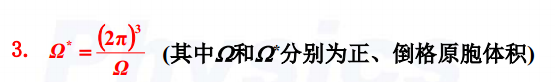 3. Ω* = (2π)³ / Ω (其中Ω和Ω*分别为正、倒格原胞体积)